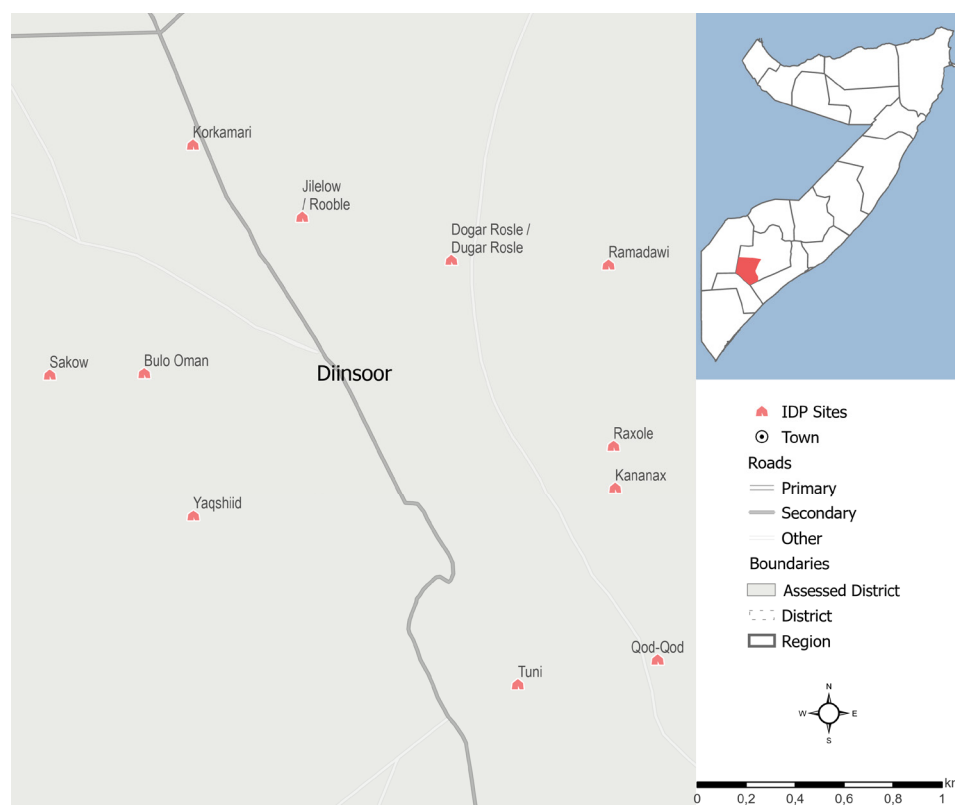 Korkamari
Jilelow
/ Rooble
Dogar Rosle /
Dugar Rosle
Ramadawi
Sakow
Bulo Oman
Diinsoor
Raxole
Kananax
Yaqshiid
Qod-Qod
Tuni
IDP Sites
Town
Roads
Primary
Secondary
Other
Boundaries
Assessed District
District
Region
N
W E
S
km
0 0,2 0,4 0,6 0,8 1